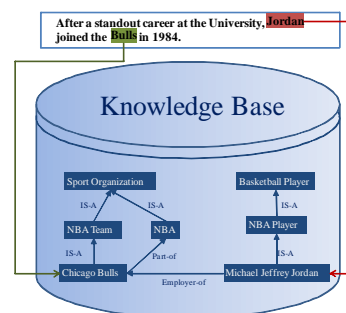 After a standout career at the University, Jordan
joined the Bulls in 1984.
Knowledge Base
Sport Organization
Basketball Player
IS-A
IS-A
IS-A
NBA Team
NBA
NBA Player
IS-A
Part-of
IS-A
Chicago Bulls
Michael Jeffrey Jordan
Employer-of